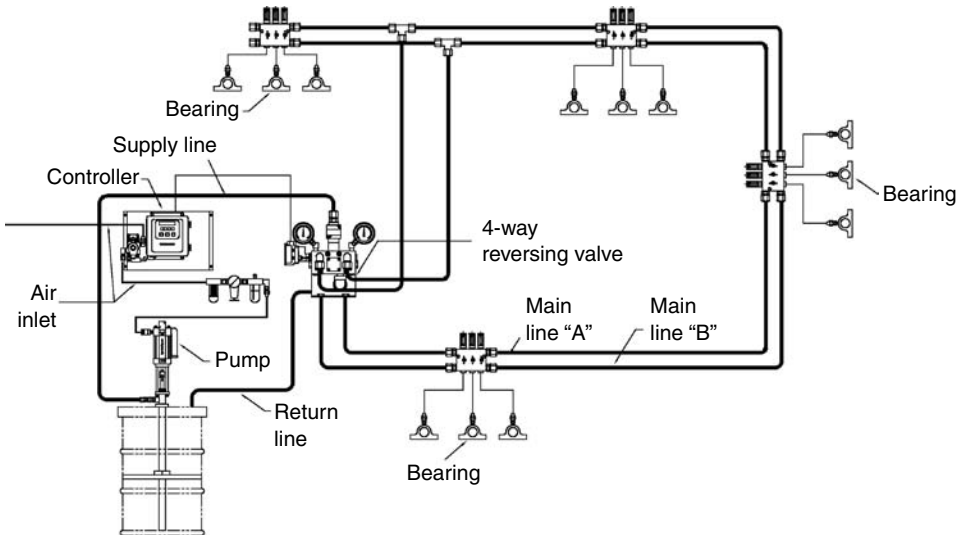 Bearing
Supply line
Controller
Bearing
4-way
reversing valve
Air
inlet
Main
line “A”
Main
line “B”
Pump
Return
line
Bearing